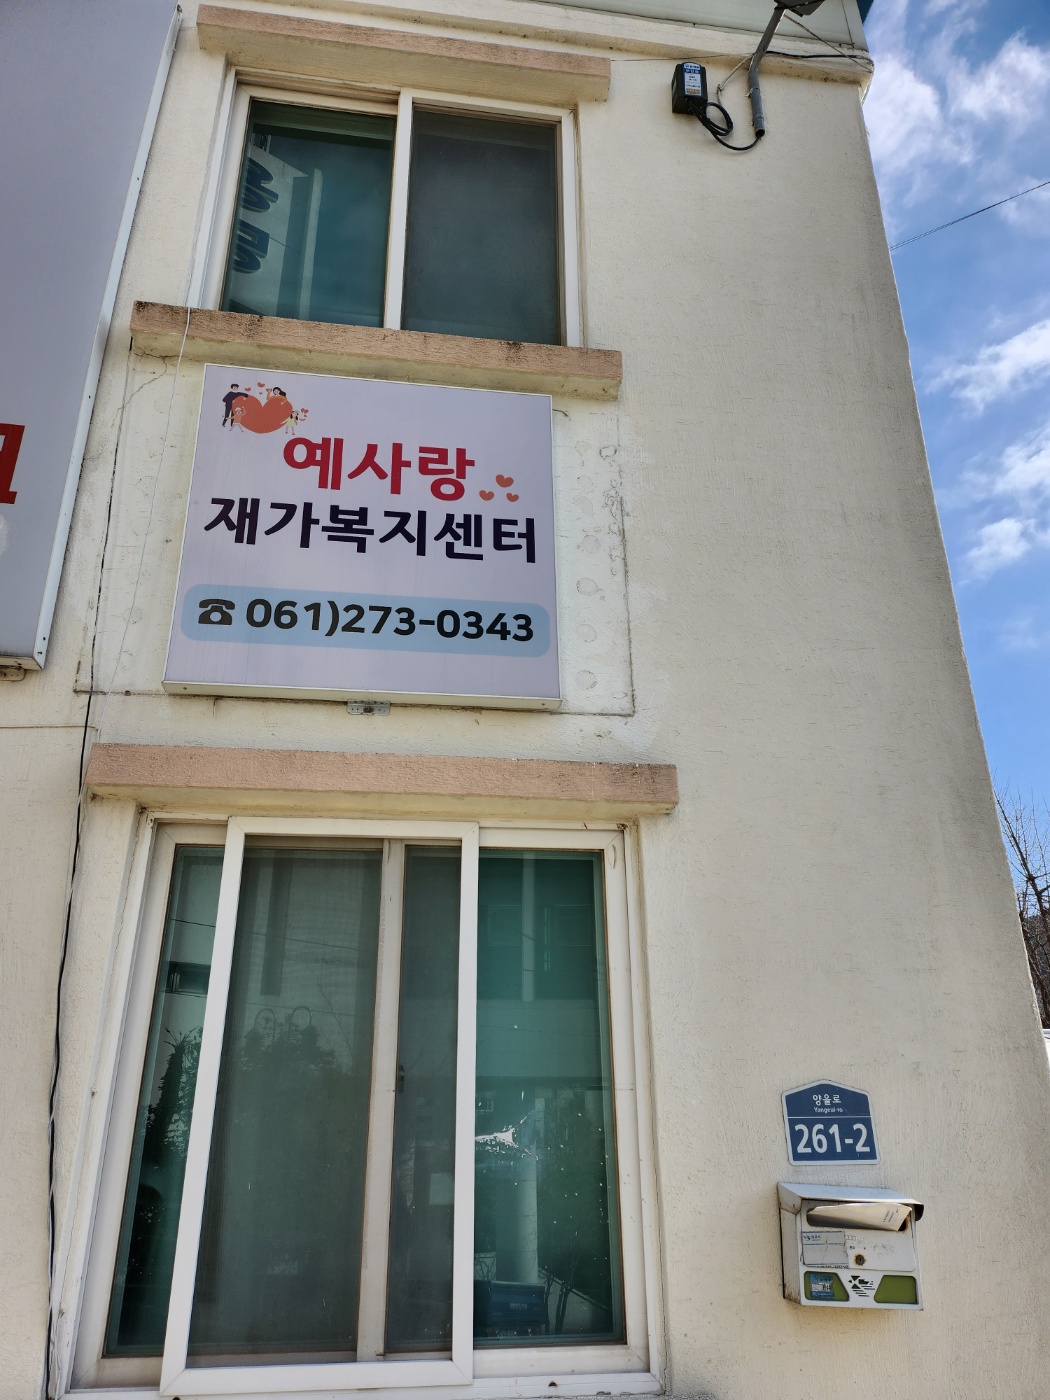 예사랑
재가복지센터
☎ 061)273-0343
양을로
Yangeul-ro
261-2